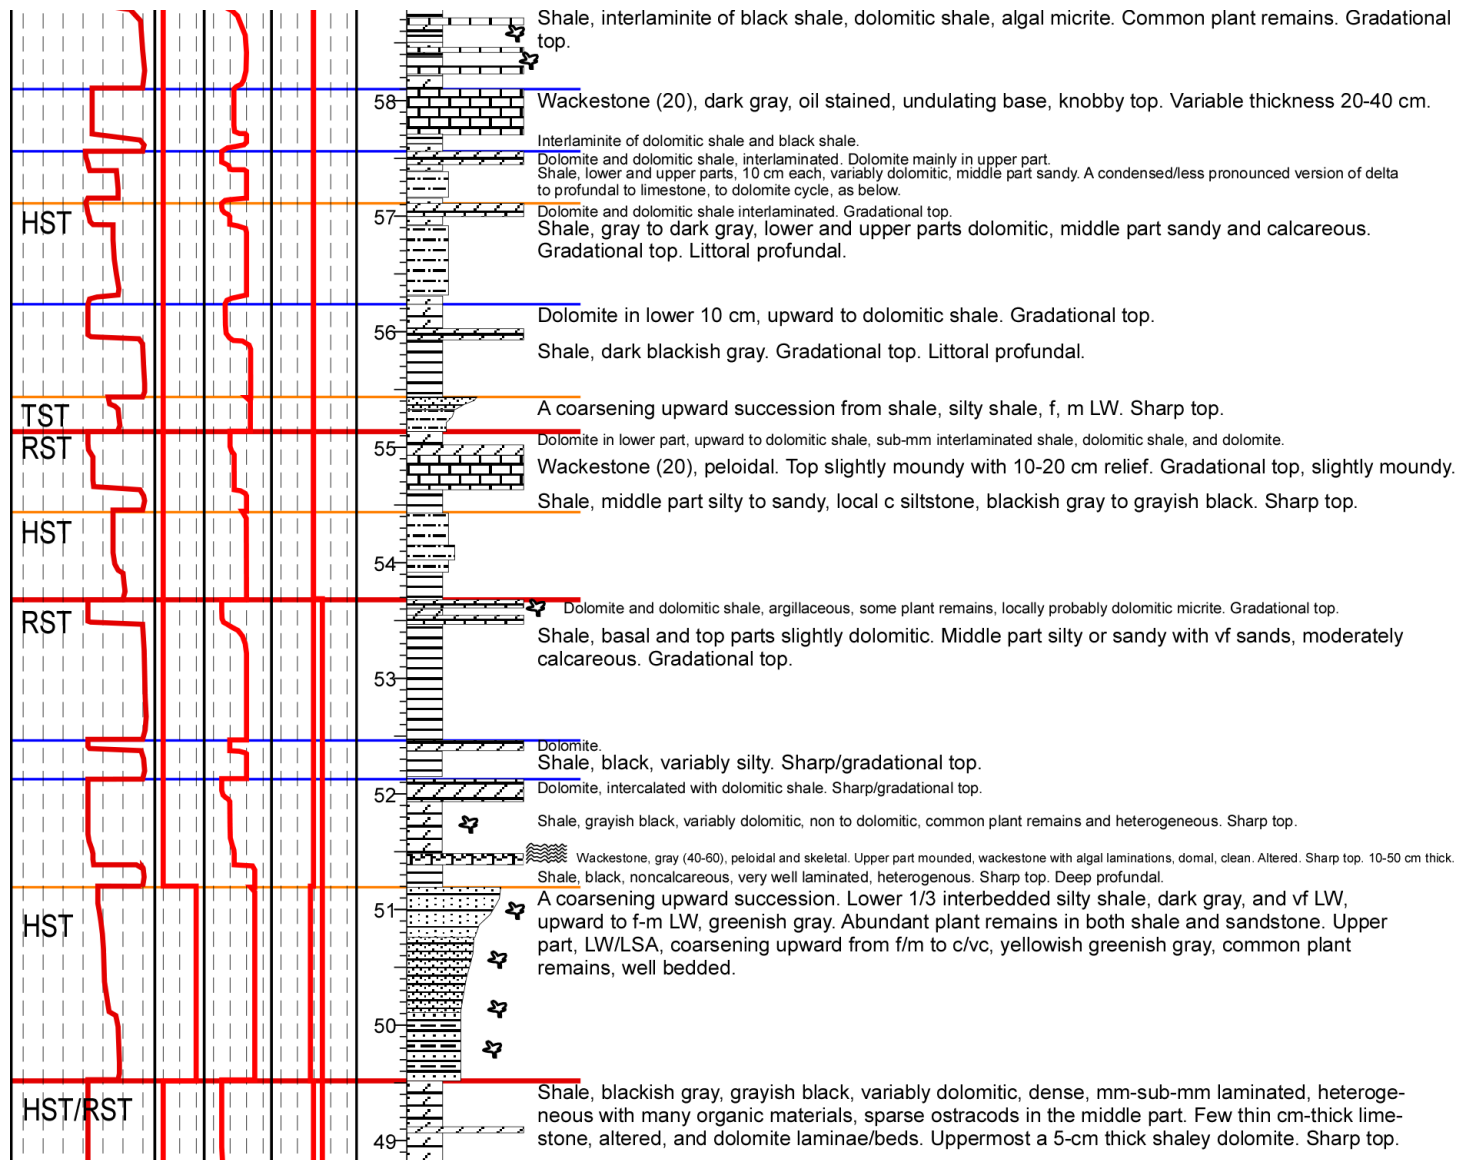 Shale, interlaminite of black shale, dolomitic shale, algal micrite. Common plant remains. Gradational
top.
58
Wackestone (20), dark gray, oil stained, undulating base, knobby top. Variable thickness 20-40 cm.
Interlaminite of dolomitic shale and black shale.
Dolomite and dolomitic shale, interlaminated. Dolomite mainly in upper part.
Shale, lower and upper parts, 10 cm each, variably dolomitic, middle part sandy. A condensed/less pronounced version of delta
to profundal to limestone, to dolomite cycle, as below.
HST
57
Dolomite and dolomitic shale interlaminated. Gradational top.
Shale, gray to dark gray, lower and upper parts dolomitic, middle part sandy and calcareous.
Gradational top. Littoral profundal.
56
Dolomite in lower 10 cm, upward to dolomitic shale. Gradational top.
Shale, dark blackish gray. Gradational top. Littoral profundal.
TST
A coarsening upward succession from shale, silty shale, f, m LW. Sharp top.
RST
55
Dolomite in lower part, upward to dolomitic shale, sub-mm interlaminated shale, dolomitic shale, and dolomite.
Wackestone (20), peloidal. Top slightly moundy with 10-20 cm relief. Gradational top, slightly moundy.
Shale, middle part silty to sandy, local c siltstone, blackish gray to grayish black. Sharp top.
HST
54
RST
Dolomite and dolomitic shale, argillaceous, some plant remains, locally probably dolomitic micrite. Gradational top.
Shale, basal and top parts slightly dolomitic. Middle part silty or sandy with vf sands, moderately
calcareous. Gradational top.
53
Dolomite.
Shale, black, variably silty. Sharp/gradational top.
52
Dolomite, intercalated with dolomitic shale. Sharp/gradational top.
Shale, grayish black, variably dolomitic, non to dolomitic, common plant remains and heterogeneous. Sharp top.
Wackestone, gray (40-60), peloidal and skeletal. Upper part mounded, wackestone with algal laminations, domal, clean. Altered. Sharp top. 10-50 cm thick.
Shale, black, noncalcareous, very well laminated, heterogenous. Sharp top. Deep profundal.
HST
51
A coarsening upward succession. Lower 1/3 interbedded silty shale, dark gray, and vf LW,
upward to f-m LW, greenish gray. Abundant plant remains in both shale and sandstone. Upper
part, LW/LSA, coarsening upward from f/m to c/vc, yellowish greenish gray, common plant
remains, well bedded.
50
HST/RST
Shale, blackish gray, grayish black, variably dolomitic, dense, mm-sub-mm laminated, heteroge-
neous with many organic materials, sparse ostracods in the middle part. Few thin cm-thick lime-
stone, altered, and dolomite laminae/beds. Uppermost a 5-cm thick shaley dolomite. Sharp top.
49